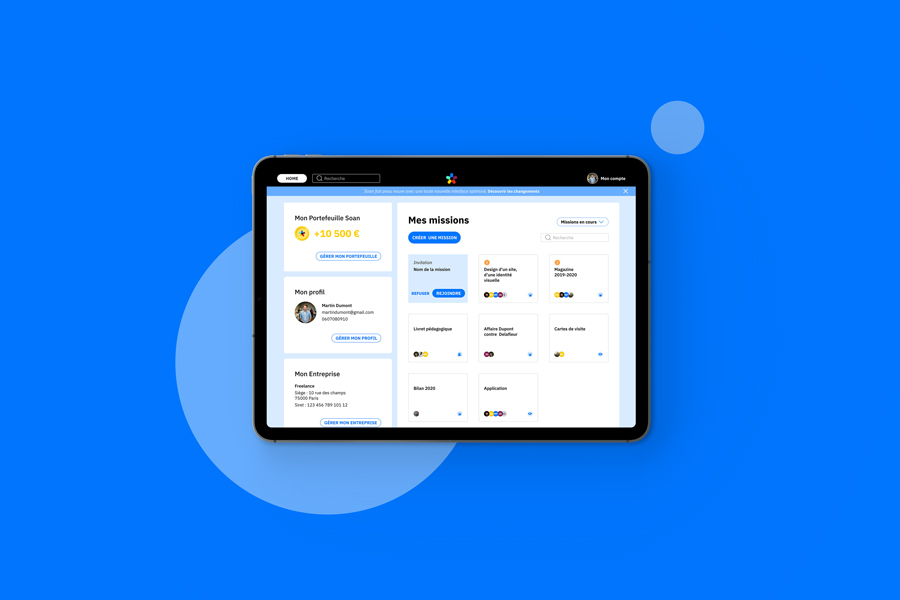 HOME
Recherche
Mon compte
Soan fait peau neuve avec une toute nouvelle interface optimisée. Découvrir les changements
Mon Portefeuille Soan
+10 500 €
GÉRER MON PORTEFEUILLE
Mon profil
Martin Dumont
martindumont@gmail.com
0607080910
GÉRER MON PROFIL
Mon Entreprise
Freelance
Siège : 10 rue des champs
75000 Paris
Siret : 123 456 789 101 12
GÉRER MON ENTREPRISE
Mes missions
Missions en cours
CRÉER UNE MISSION
Recherche
Invitation
Nom de la mission
REFUSER
REJOINDRE
Design d'un site,
d'une identité
visuelle
Magazine
2019-2020
Livret pédagogique
Affaire Dupont
contre Delafleur
Cartes de visite
Bilan 2020
Application